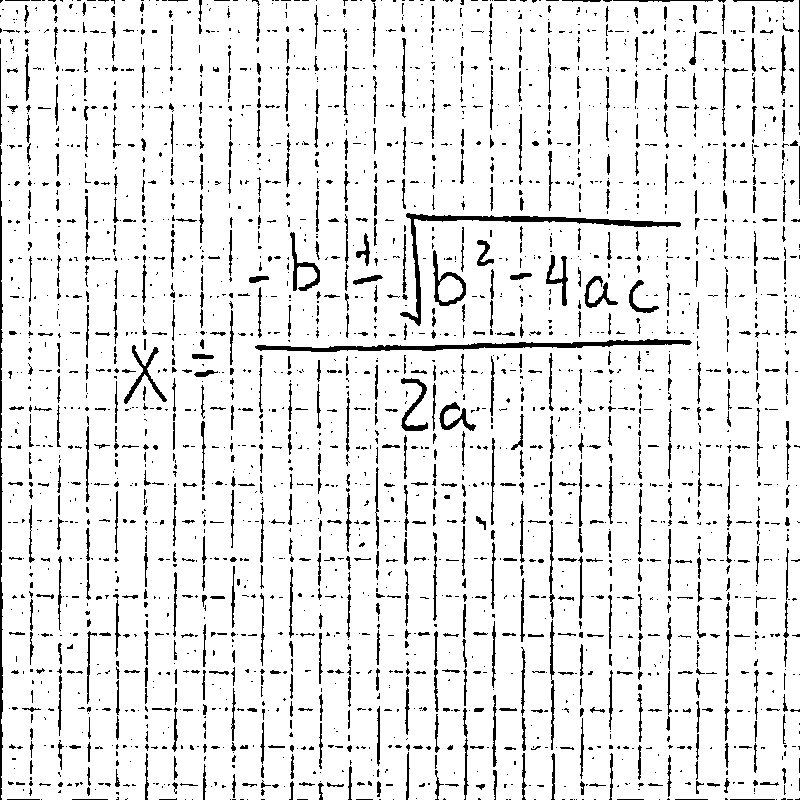 x = (-b ± √(b² - 4ac)) / 2a